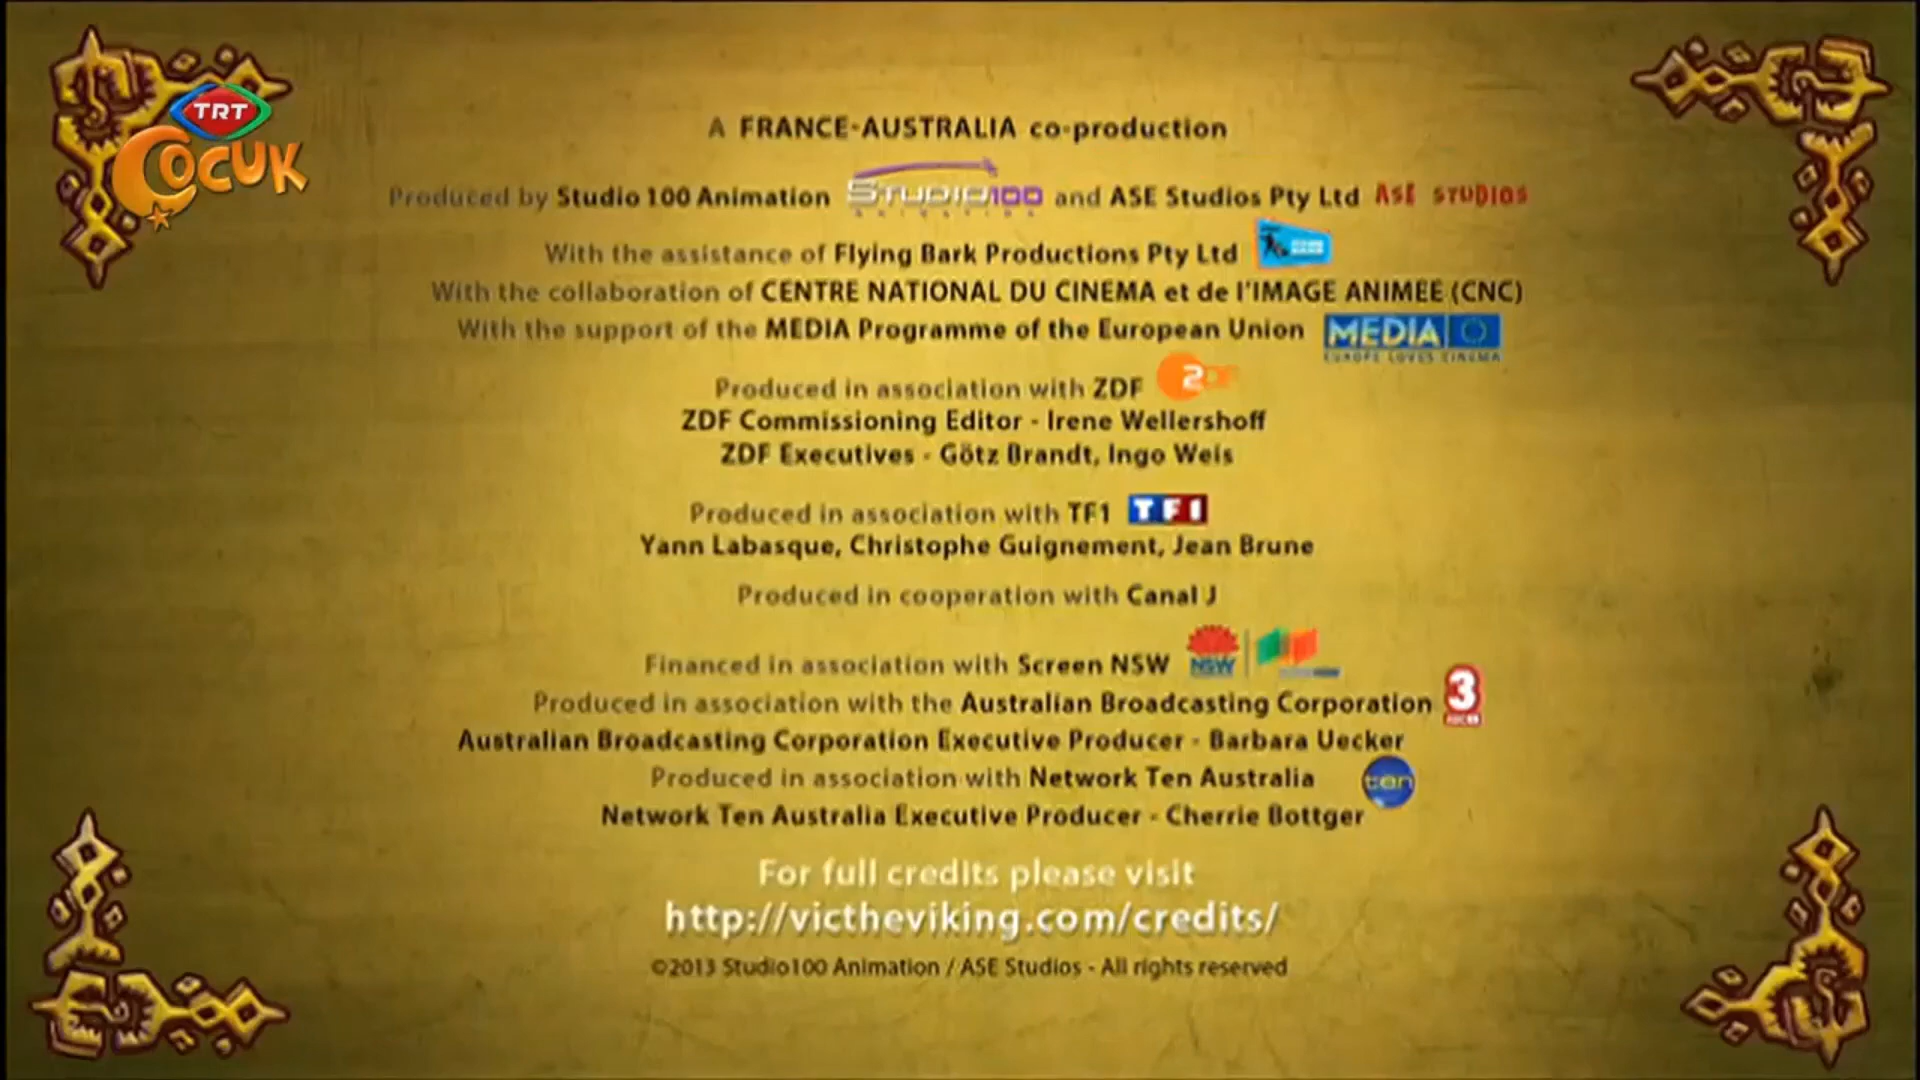 TRT
ÇOCUK
A FRANCE-AUSTRALIA co-production
Produced by Studio 100 Animation STUDIO100 ANIMATION and ASE Studios Pty Ltd ASE STUDIOS
With the assistance of Flying Bark Productions Pty Ltd
With the collaboration of CENTRE NATIONAL DU CINEMA et de l'IMAGE ANIMEE (CNC)
With the support of the MEDIA Programme of the European Union MEDIA
EUROPE LOVES CINEMA
Produced in association with ZDF 2DF
ZDF Commissioning Editor - Irene Wellershoff
ZDF Executives - Götz Brandt, Ingo Weis
Produced in association with TF1 TF1
Yann Labasque, Christophe Guignement, Jean Brune
Produced in cooperation with Canal J
Financed in association with Screen NSW NSW
Produced in association with the Australian Broadcasting Corporation 3
Australian Broadcasting Corporation Executive Producer - Barbara Uecker
Produced in association with Network Ten Australia ten
Network Ten Australia Executive Producer - Cherrie Bottger
For full credits please visit
http://victheviking.com/credits/
©2013 Studio100 Animation / ASE Studios - All rights reserved